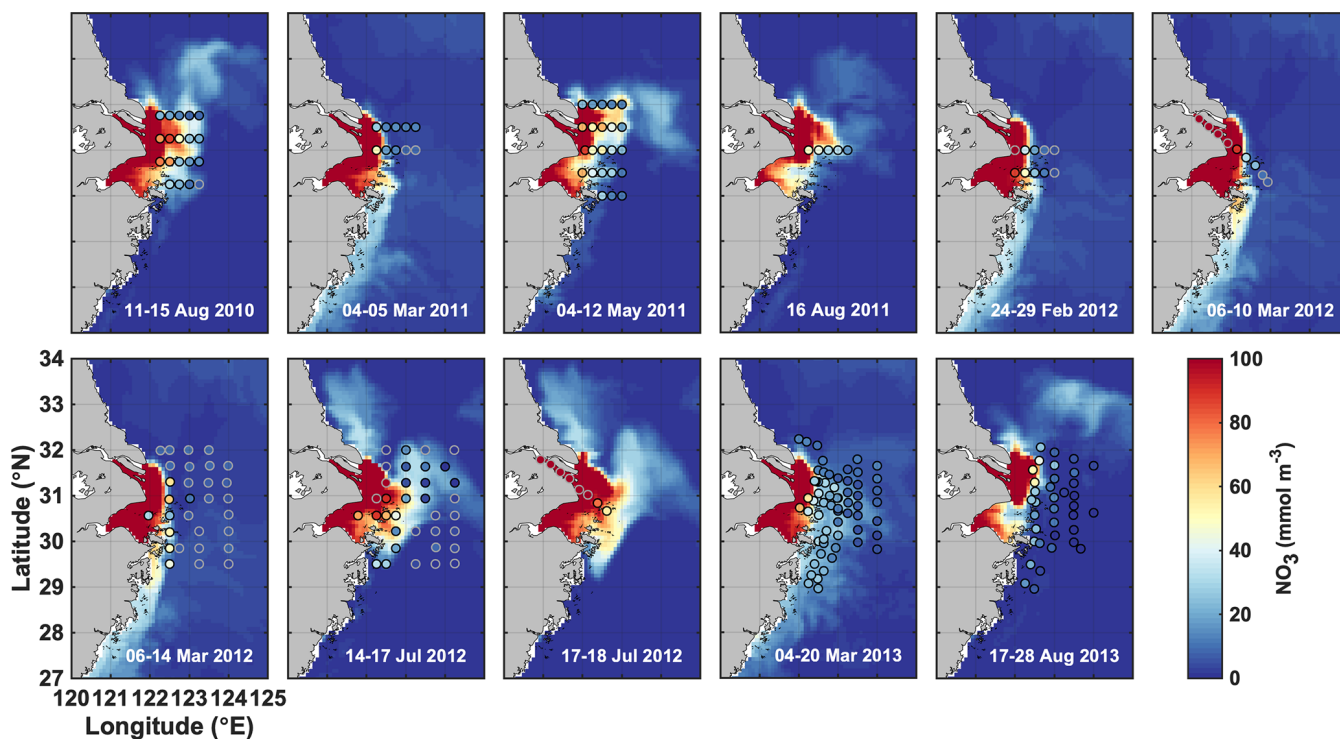 11-15 Aug 2010
04-05 Mar 2011
04-12 May 2011
16 Aug 2011
24-29 Feb 2012
06-10 Mar 2012
34
33
32
31
30
29
28
27
Latitude (°N)
06-14 Mar 2012
14-17 Jul 2012
17-18 Jul 2012
04-20 Mar 2013
17-28 Aug 2013
120 121 122 123 124 125
Longitude (°E)
100
80
60
40
20
0
NO3 (mmol m-3)